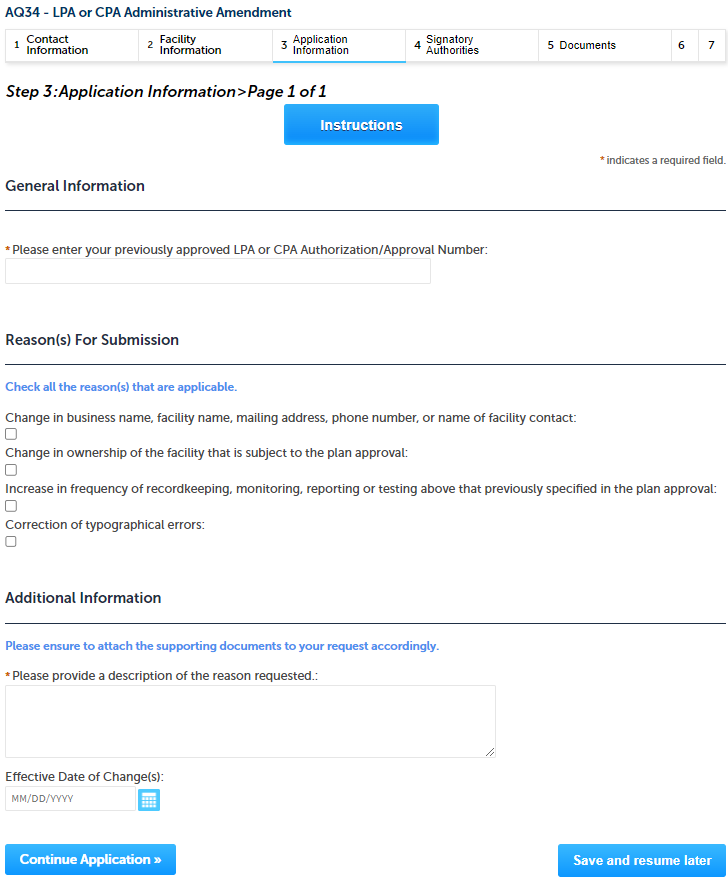 AQ34 - LPA or CPA Administrative Amendment
1 Contact Information
2 Facility Information
3 Application Information
4 Signatory Authorities
5 Documents
6
7
Step 3:Application Information>Page 1 of 1
Instructions
* indicates a required field.
General Information
* Please enter your previously approved LPA or CPA Authorization/Approval Number:
Reason(s) For Submission
Check all the reason(s) that are applicable.
Change in business name, facility name, mailing address, phone number, or name of facility contact:
Change in ownership of the facility that is subject to the plan approval:
Increase in frequency of recordkeeping, monitoring, reporting or testing above that previously specified in the plan approval:
Correction of typographical errors:
Additional Information
Please ensure to attach the supporting documents to your request accordingly.
* Please provide a description of the reason requested.:
Effective Date of Change(s):
MM/DD/YYYY
Continue Application »
Save and resume later